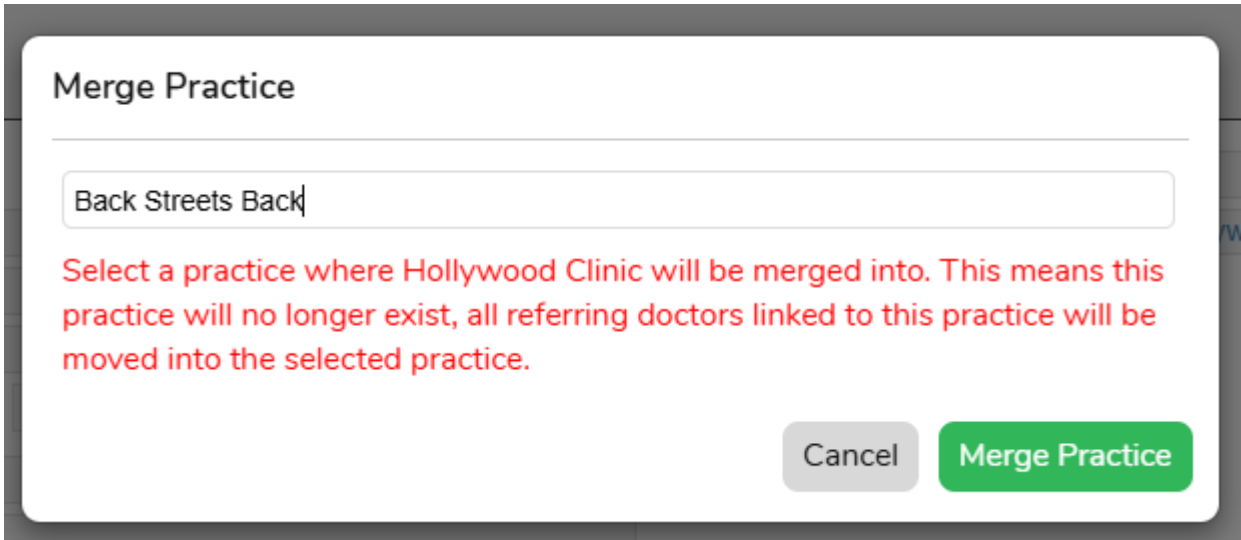 Merge Practice
Back Streets Back
Select a practice where Hollywood Clinic will be merged into. This means this
practice will no longer exist, all referring doctors linked to this practice will be
moved into the selected practice.
Cancel
Merge Practice